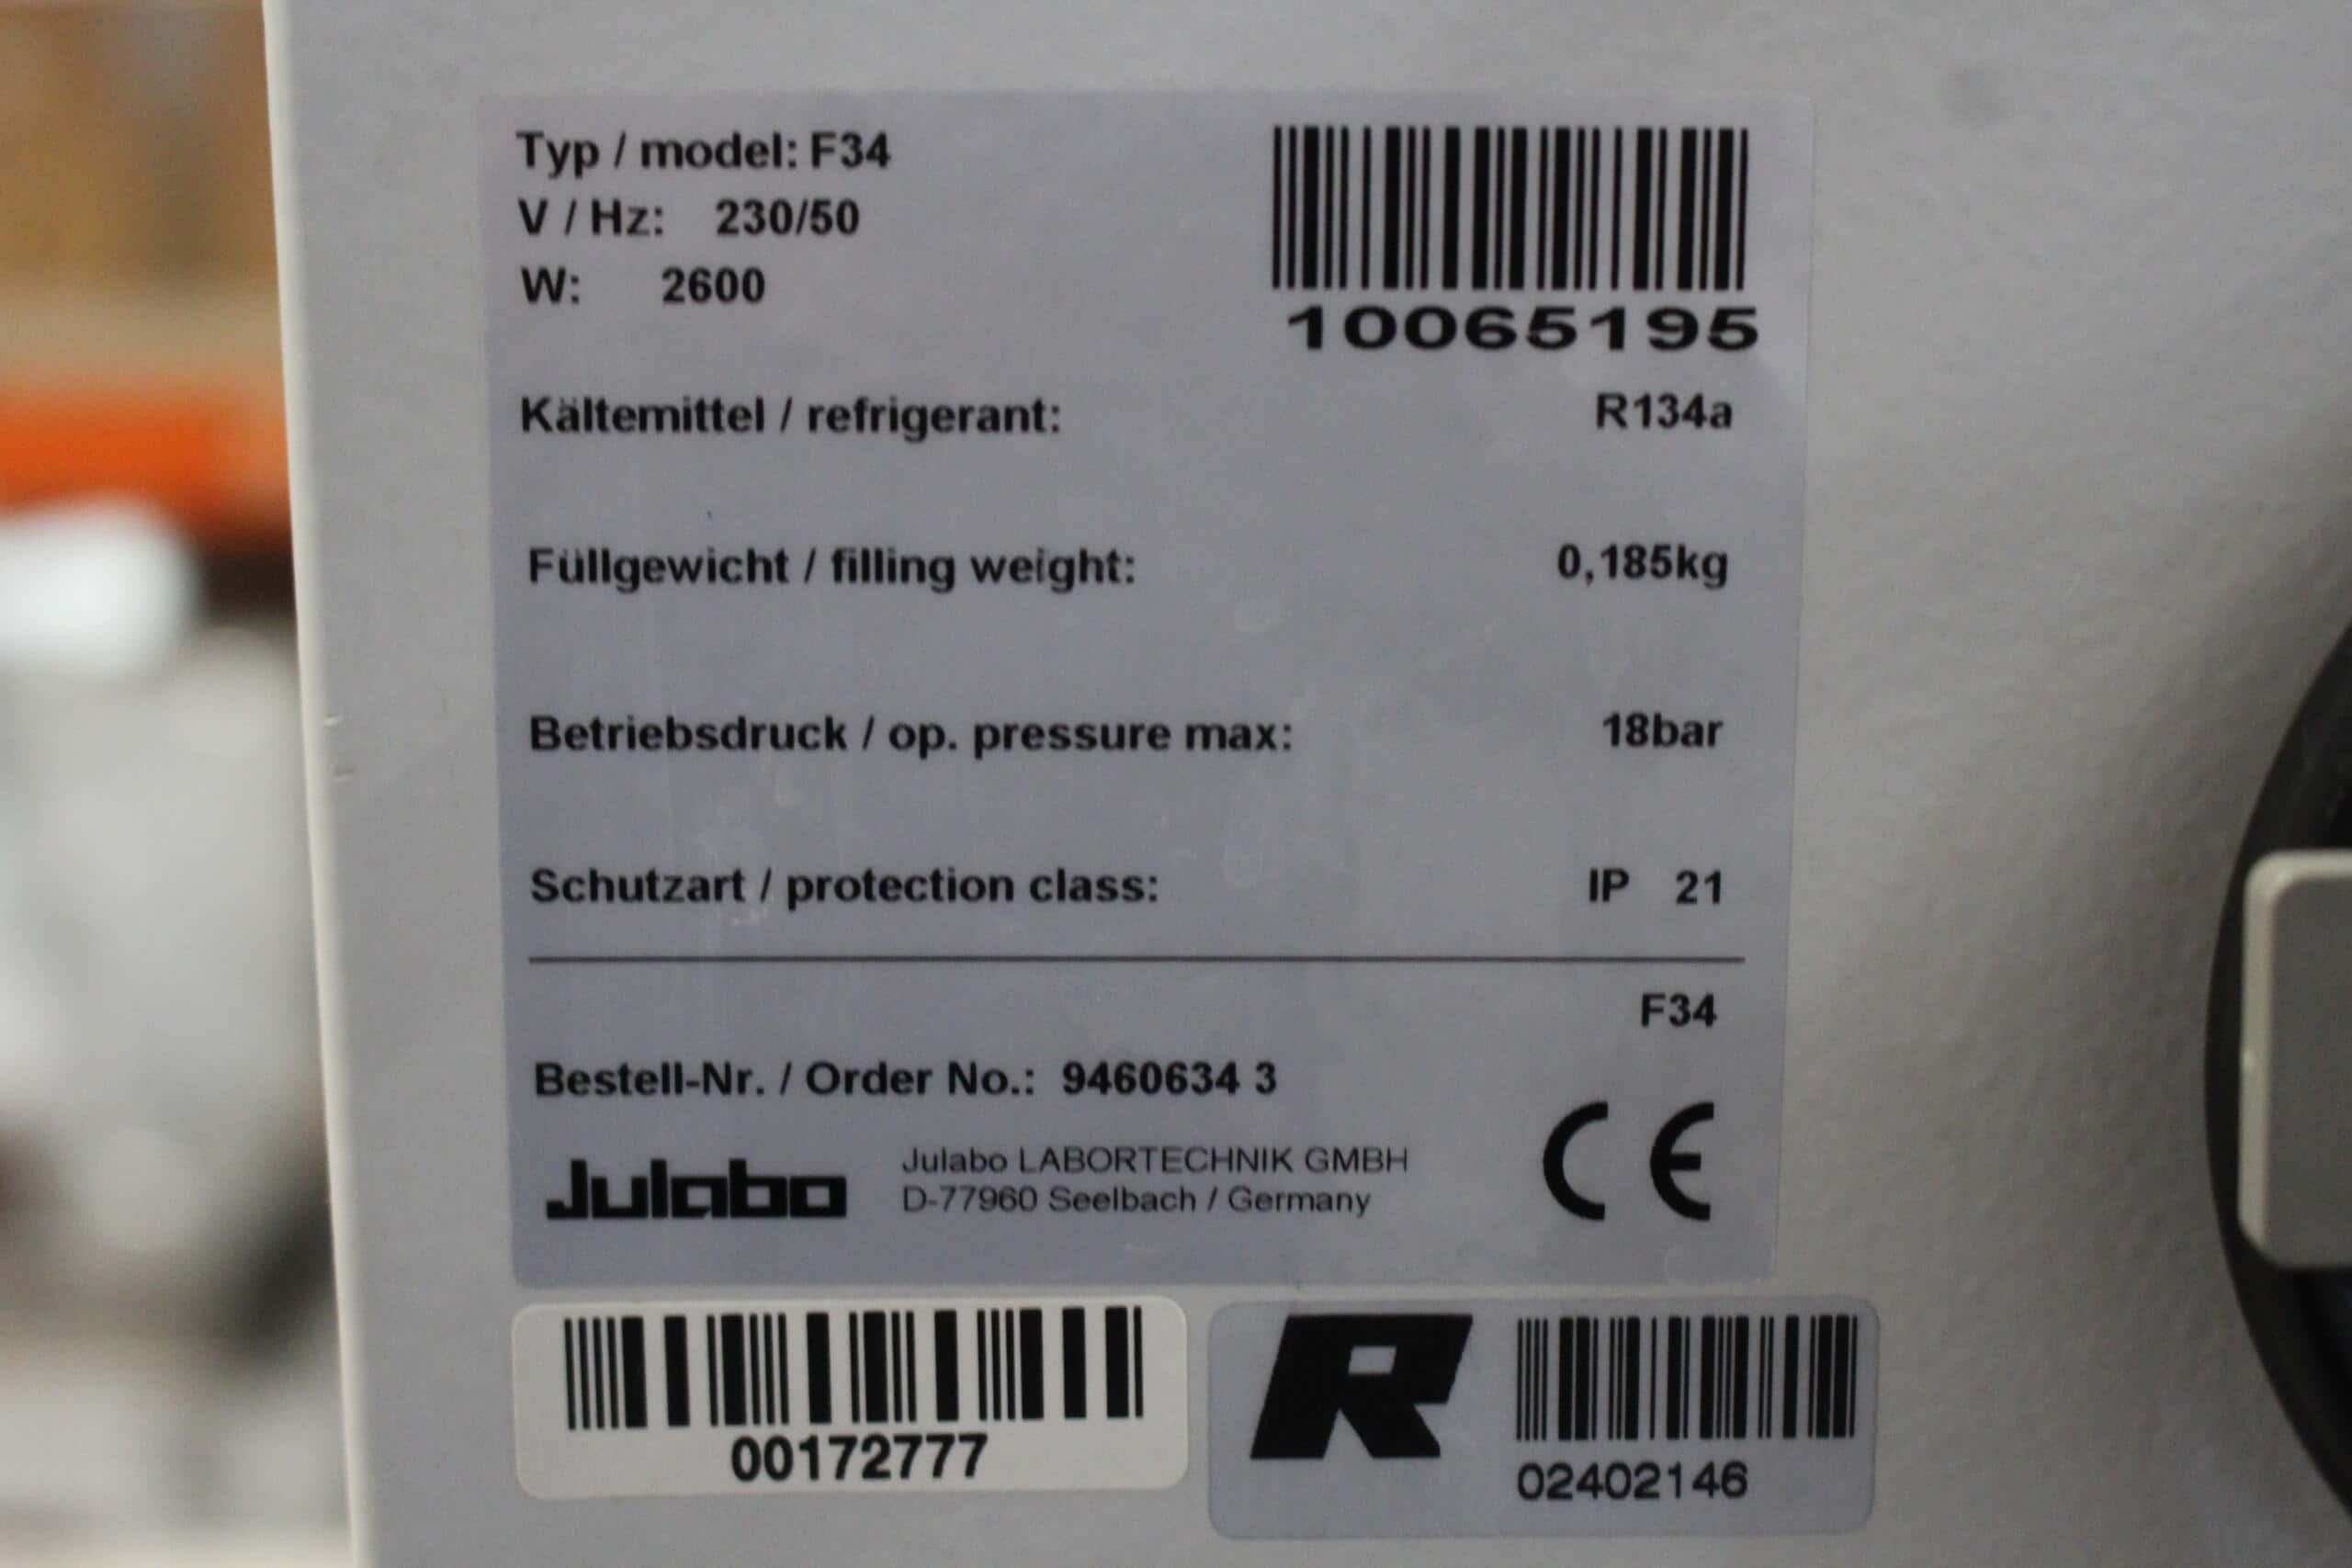 Typ / model: F34
V / Hz: 230/50
W: 2600
10065195
Kältemittel / refrigerant: R134a
Füllgewicht / filling weight: 0,185kg
Betriebsdruck / op. pressure max: 18bar
Schutzart / protection class: IP 21
F34
Bestell-Nr. / Order No.: 9460634 3
Julabo
Julabo LABORTECHNIK GMBH
D-77960 Seelbach / Germany
CE
00172777
R
02402146